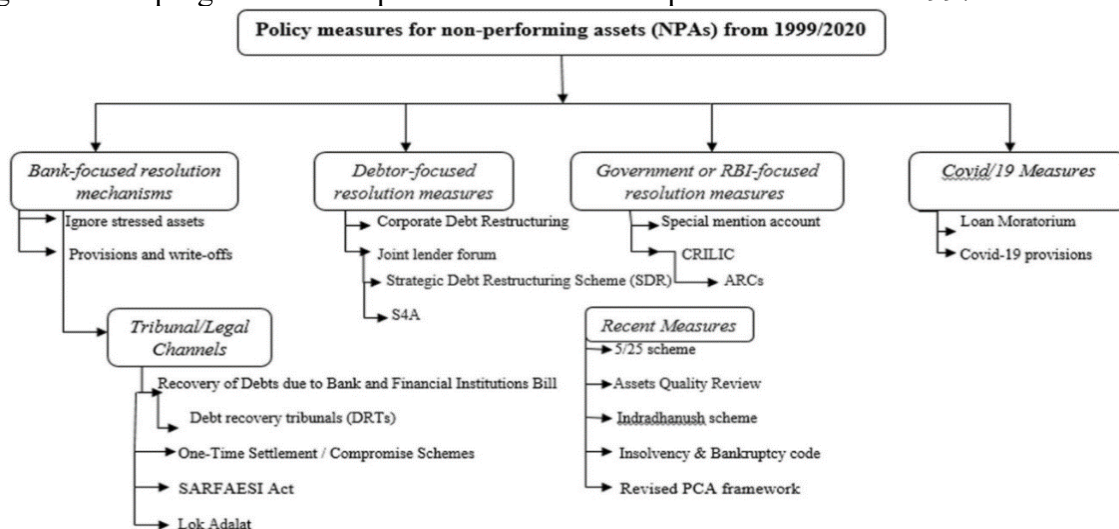 Policy measures for non-performing assets (NPAs) from 1999/2020
Bank-focused resolution
mechanisms
Ignore stressed assets
Provisions and write-offs
Debtor-focused
resolution measures
Corporate Debt Restructuring
Joint lender forum
Strategic Debt Restructuring Scheme (SDR)
S4A
Government or RBI-focused
resolution measures
Special mention account
CRILIC
ARCs
Covid/19 Measures
Loan Moratorium
Covid-19 provisions
Tribunal/Legal
Channels
Recovery of Debts due to Bank and Financial Institutions Bill
Debt recovery tribunals (DRTs)
One-Time Settlement / Compromise Schemes
SARFAESI Act
Lok Adalat
Recent Measures
5/25 scheme
Assets Quality Review
Indradhanush scheme
Insolvency & Bankruptcy code
Revised PCA framework